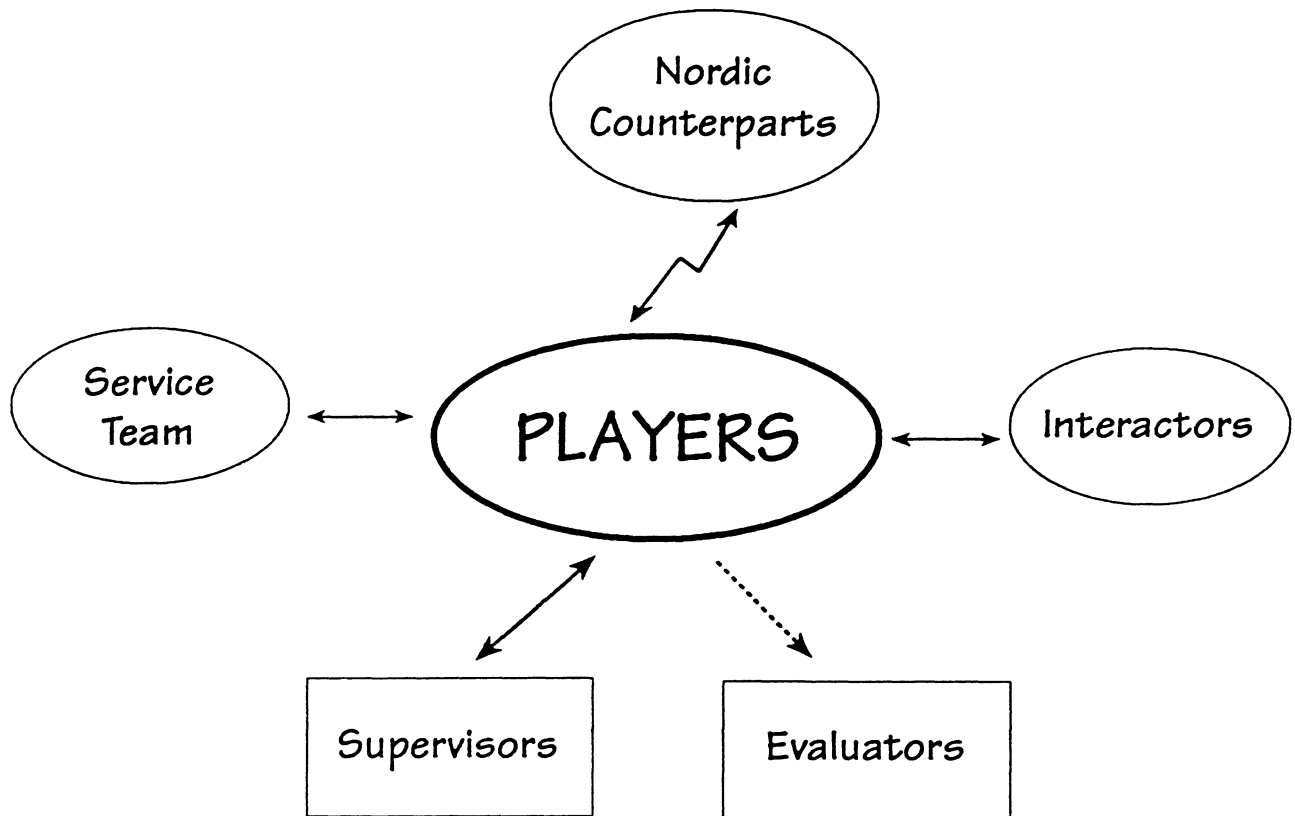 Nordic
Counterparts
Service
Team
PLAYERS
Interactors
Supervisors
Evaluators